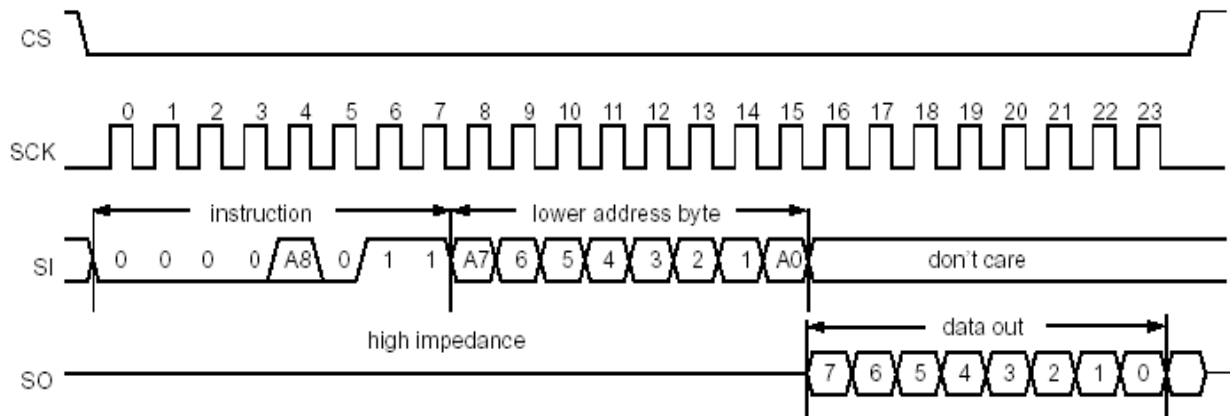 CS
0 1 2 3 4 5 6 7 8 9 10 11 12 13 14 15 16 17 18 19 20 21 22 23
SCK
instruction lower address byte
SI 0 0 0 0 A8 0 1 1 A7 6 5 4 3 2 1 A0 don't care
high impedance data out
SO 7 6 5 4 3 2 1 0